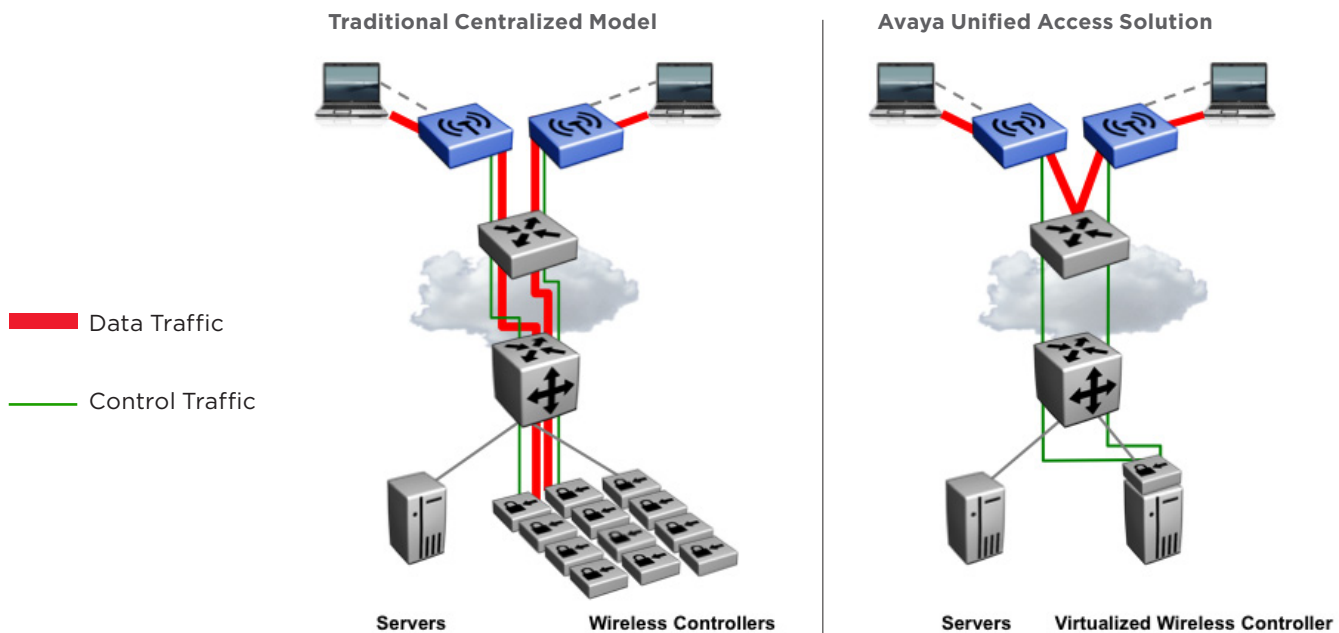 Traditional Centralized Model
Avaya Unified Access Solution
Data Traffic
Control Traffic
Servers
Wireless Controllers
Servers
Virtualized Wireless Controller